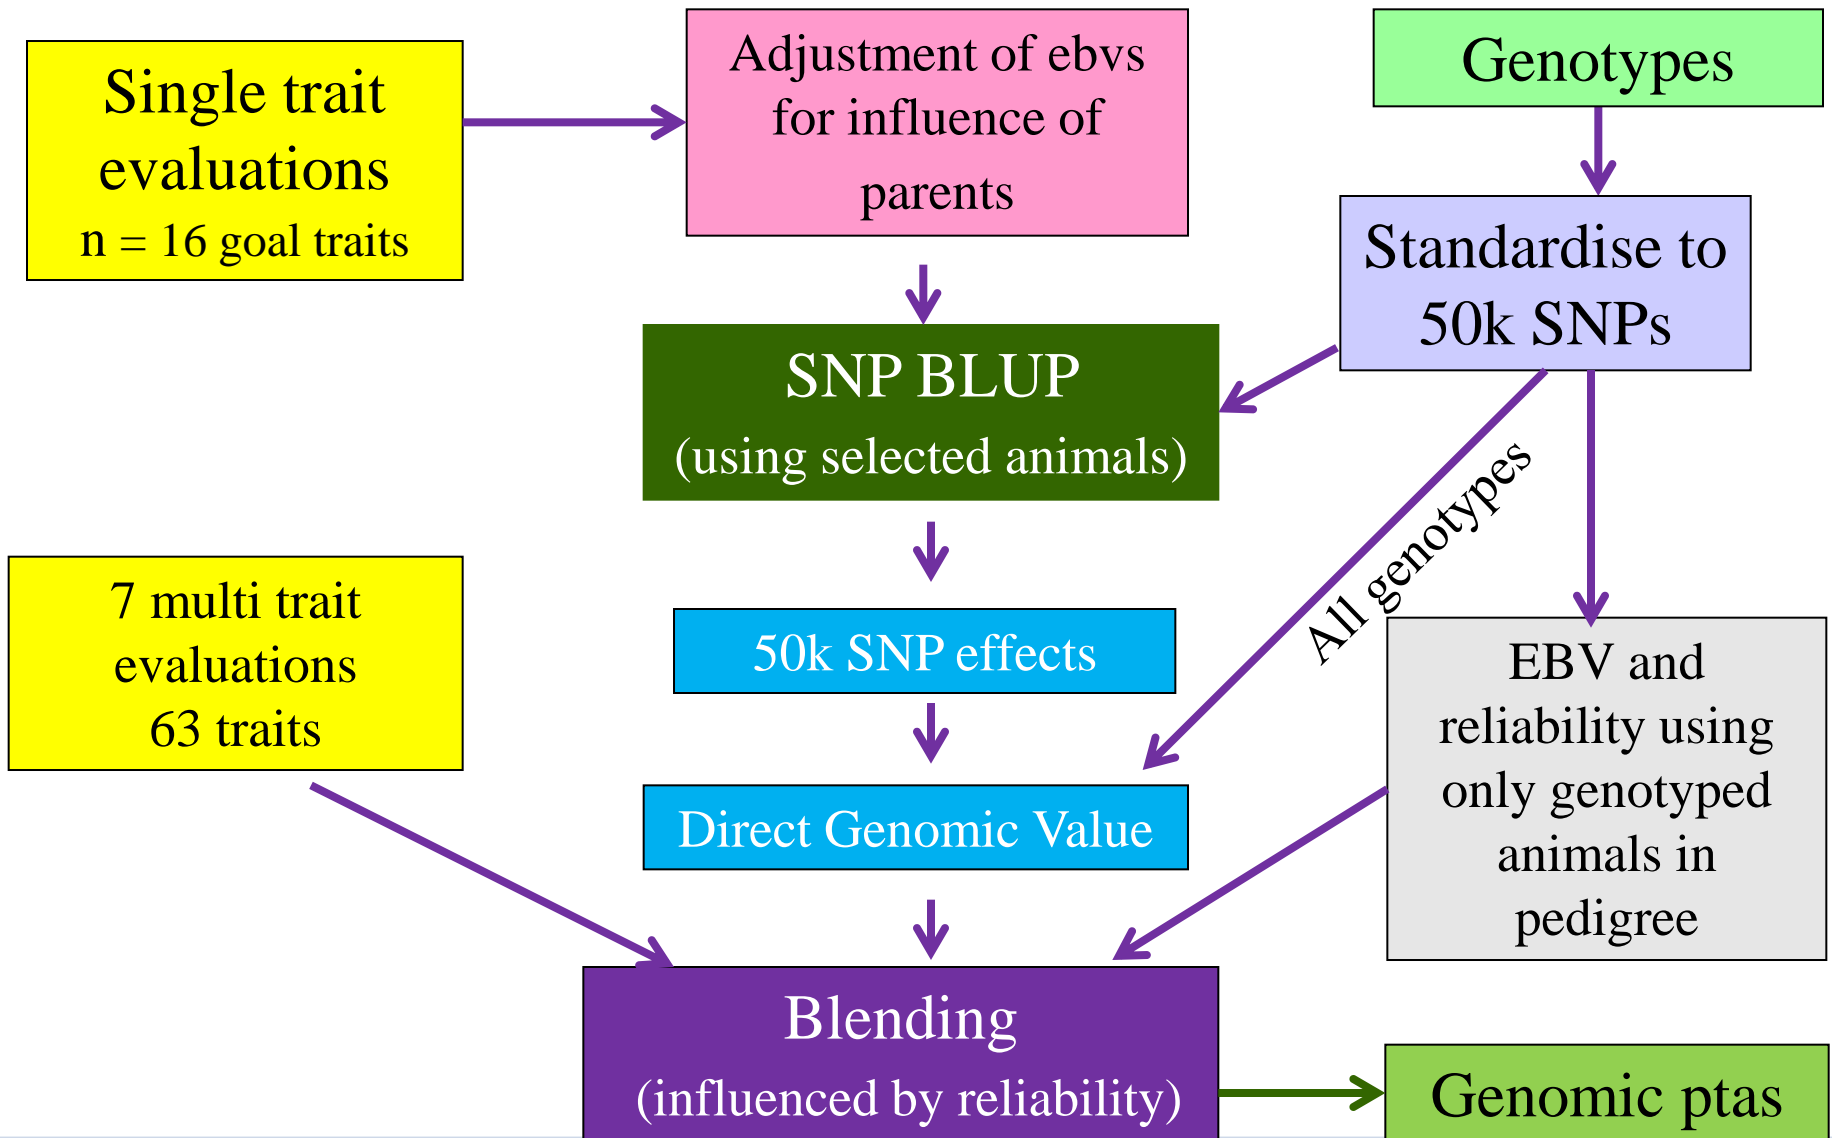 Single trait
evaluations
n = 16 goal traits
Adjustment of ebvs
for influence of
parents
Genotypes
Standardise to
50k SNPs
SNP BLUP
(using selected animals)
All genotypes
7 multi trait
evaluations
63 traits
50k SNP effects
EBV and
reliability using
only genotyped
animals in
pedigree
Direct Genomic Value
Blending
(influenced by reliability)
Genomic ptas